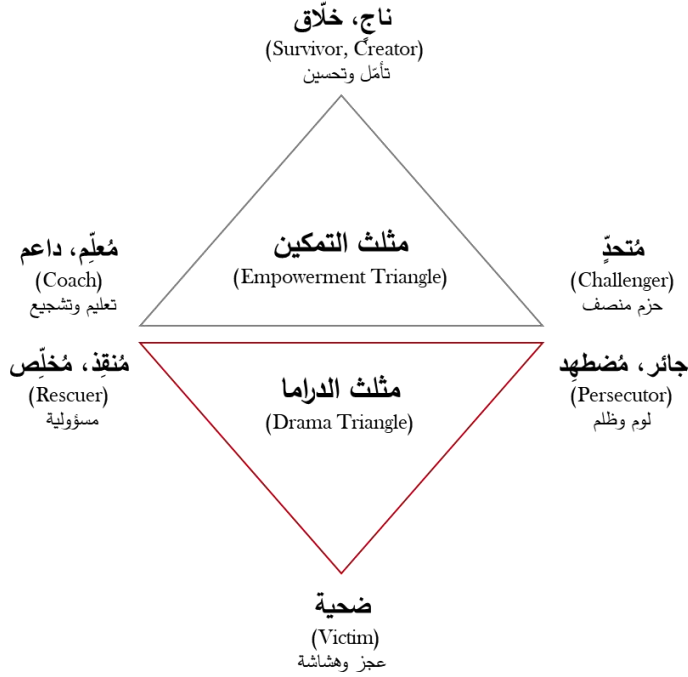 ناجٍ، خلّاق
(Survivor, Creator)
تأمّل وتحسين
مُعلِّم، داعم
(Coach)
تعليم وتشجيع
مثلث التمكين
(Empowerment Triangle)
مُتحدٍّ
(Challenger)
حزم منصف
مُنقِذ، مُخلِّص
(Rescuer)
مسؤولية
مثلث الدراما
(Drama Triangle)
جائر، مُضطهِد
(Persecutor)
لوم وظلم
ضحية
(Victim)
عجز وهشاشة